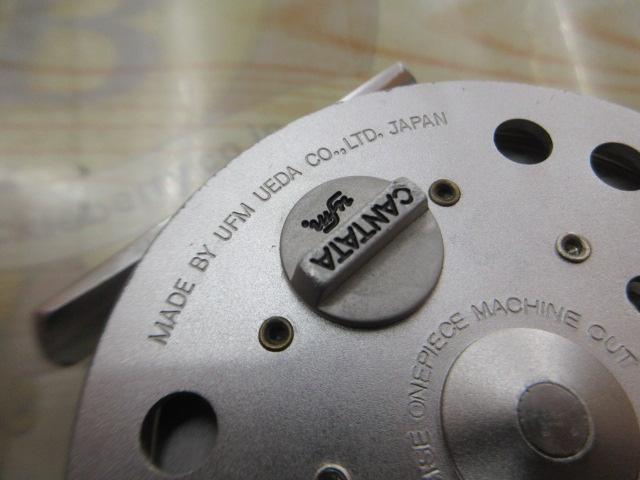 MADE BY UFM UEDA CO.,LTD. JAPAN
ufm.
CANTATA
ONEPIECE MACHINE CUT